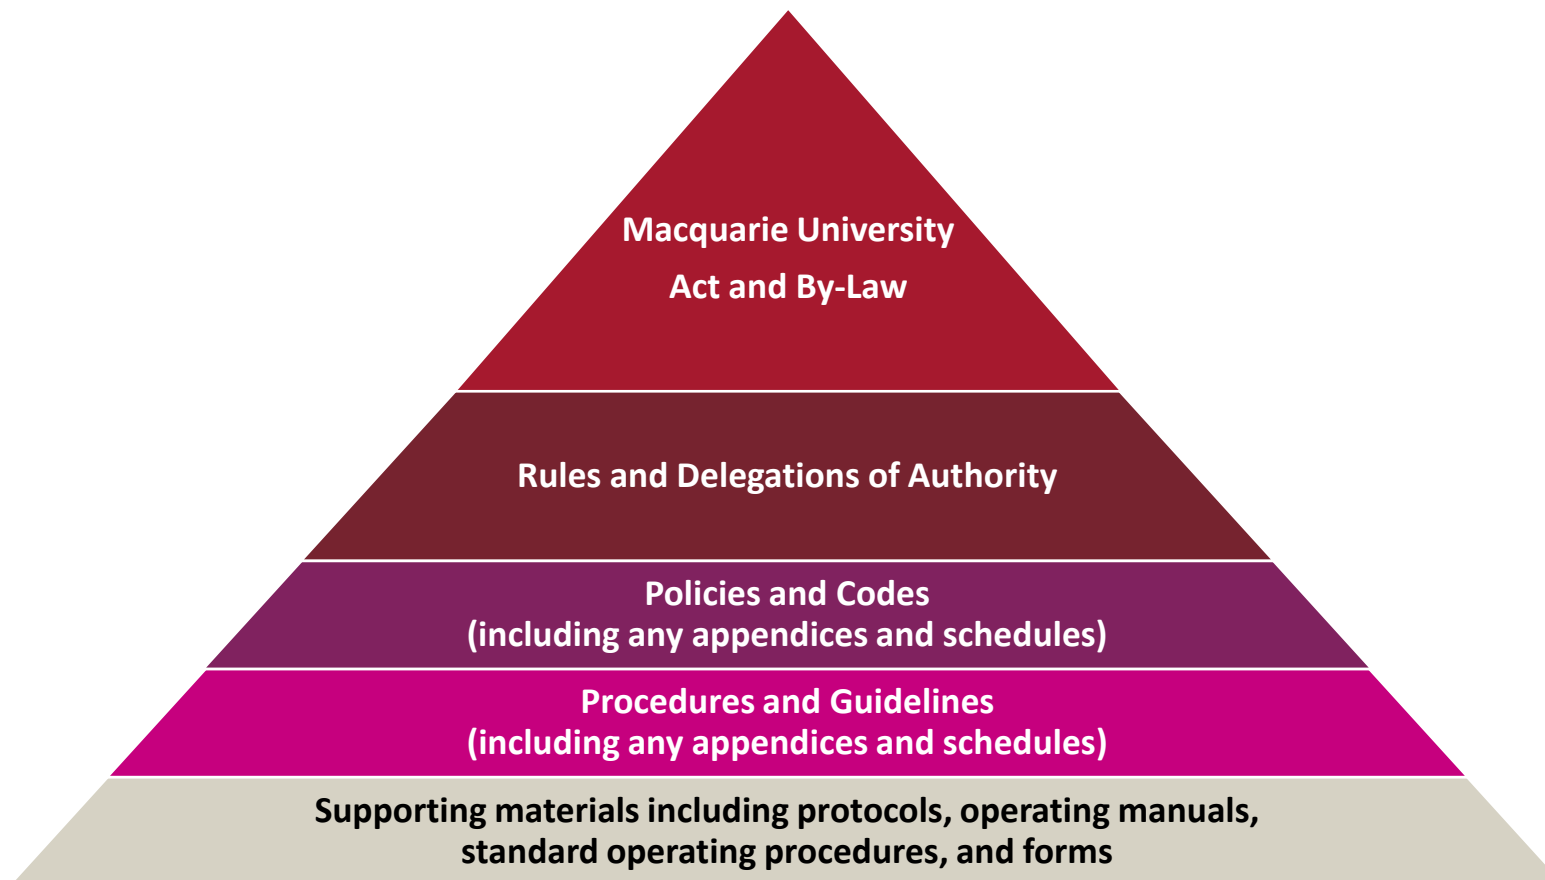 Macquarie University
Act and By-Law
Rules and Delegations of Authority
Policies and Codes
(including any appendices and schedules)
Procedures and Guidelines
(including any appendices and schedules)
Supporting materials including protocols, operating manuals,
standard operating procedures, and forms